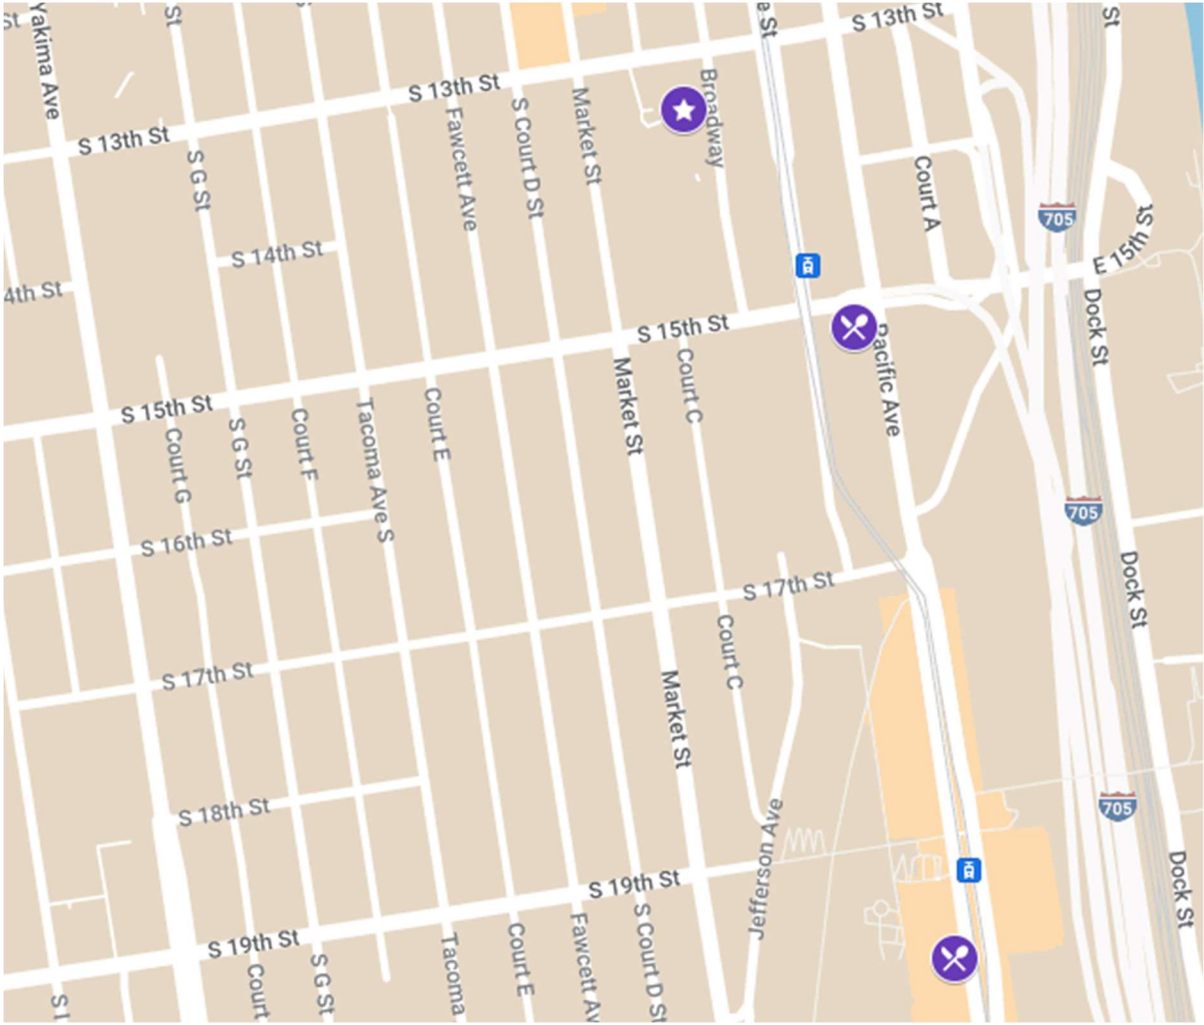 St
Yakima Ave
St
e St
S 13th St
St
S 13th St
S 13th St
Broadway
Market St
S Court D St
Fawcett Ave
S G St
Court A
705
E 15th St
S 14th St
4th St
Dock St
S 15th St
Pacific Ave
Court C
Market St
S 15th St
Court E
Tacoma Ave S
Court F
S G St
Court G
705
S 16th St
Dock St
S 17th St
Court C
S 17th St
Market St
705
S 18th St
Jefferson Ave
Dock St
S 19th St
S 19th St
S Court D St
Fawcett Av
Court E
Tacoma
S G St
Court
S I